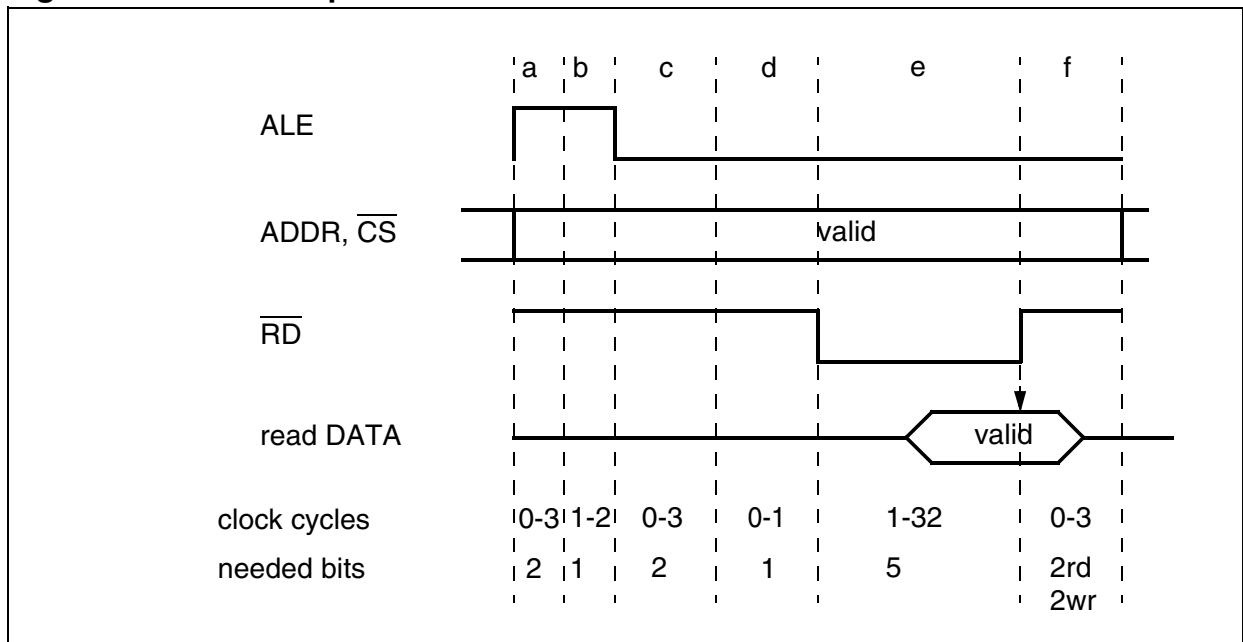 a b c d e f
ALE
ADDR, CS valid
RD
read DATA valid
clock cycles 0-3 1-2 0-3 0-1 1-32 0-3
needed bits 2 1 2 1 5 2rd
2wr